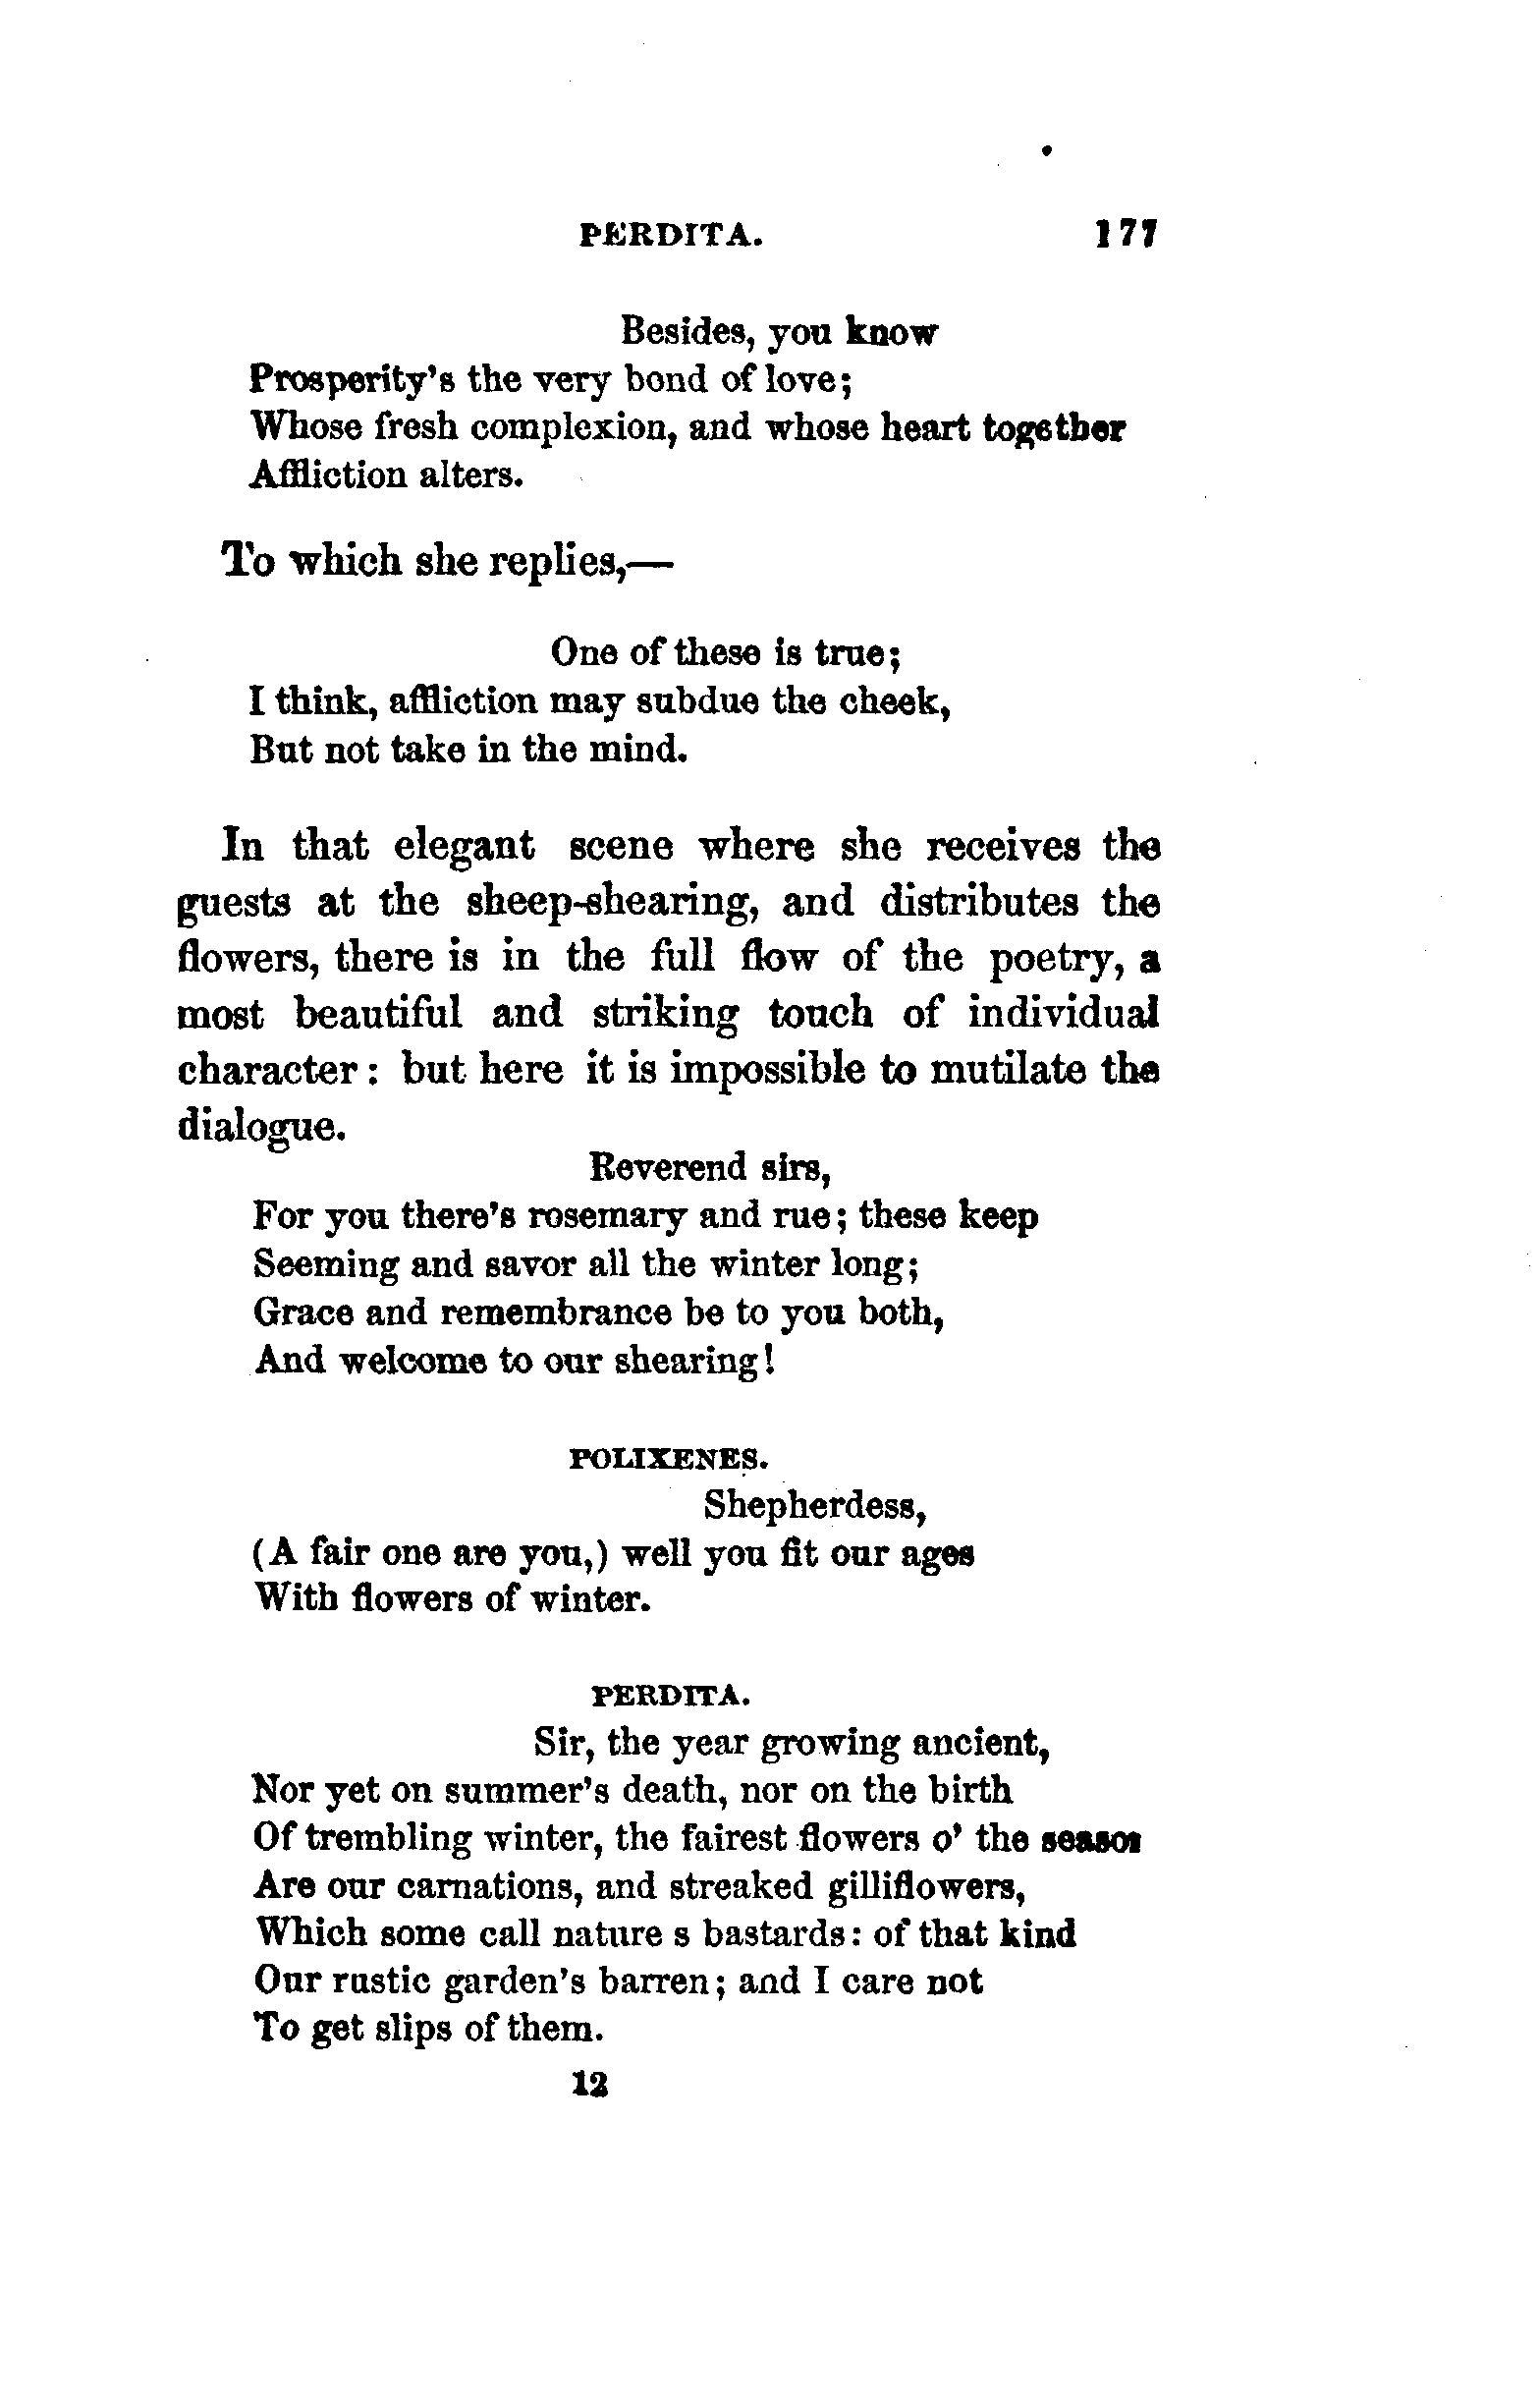 PERDITA. 177
Besides, you know
Prosperity's the very bond of love;
Whose fresh complexion, and whose heart together
Affliction alters.
To which she replies,—
One of these is true;
I think, affliction may subdue the cheek,
But not take in the mind.
In that elegant scene where she receives the
guests at the sheep-shearing, and distributes the
flowers, there is in the full flow of the poetry, a
most beautiful and striking touch of individual
character: but here it is impossible to mutilate the
dialogue.
Reverend sirs,
For you there's rosemary and rue; these keep
Seeming and savor all the winter long;
Grace and remembrance be to you both,
And welcome to our shearing!
POLIXENES.
Shepherdess,
(A fair one are you,) well you fit our ages
With flowers of winter.
PERDITA.
Sir, the year growing ancient,
Nor yet on summer's death, nor on the birth
Of trembling winter, the fairest flowers o' the season
Are our carnations, and streaked gilliflowers,
Which some call nature s bastards: of that kind
Our rustic garden's barren; and I care not
To get slips of them.
12